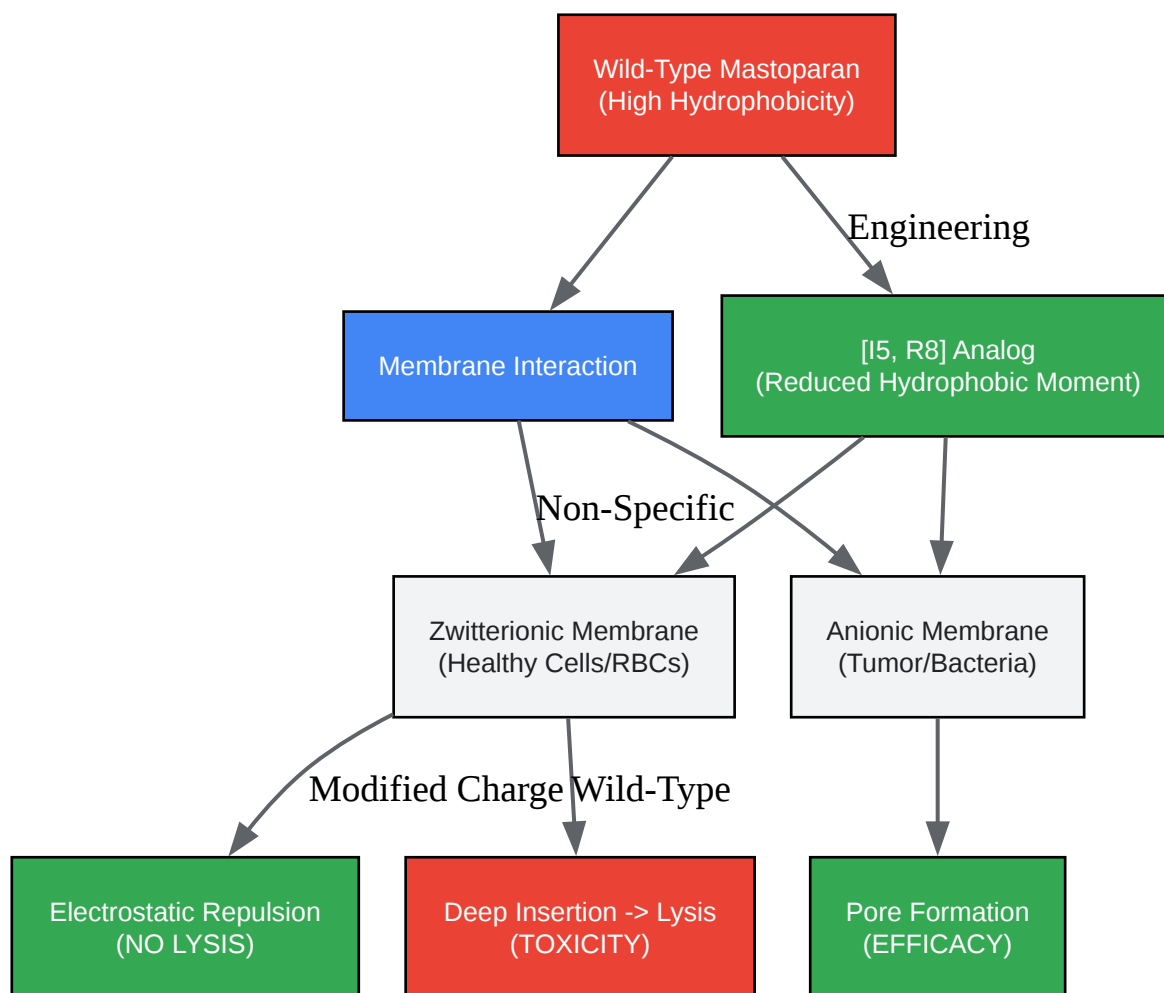 Wild-Type Mastoparan
(High Hydrophobicity)
Engineering
Membrane Interaction
[I5, R8] Analog
(Reduced Hydrophobic Moment)
Non-Specific
Zwitterionic Membrane
(Healthy Cells/RBCs)
Anionic Membrane
(Tumor/Bacteria)
Modified Charge
Wild-Type
Electrostatic Repulsion
(NO LYSIS)
Deep Insertion -> Lysis
(TOXICITY)
Pore Formation
(EFFICACY)